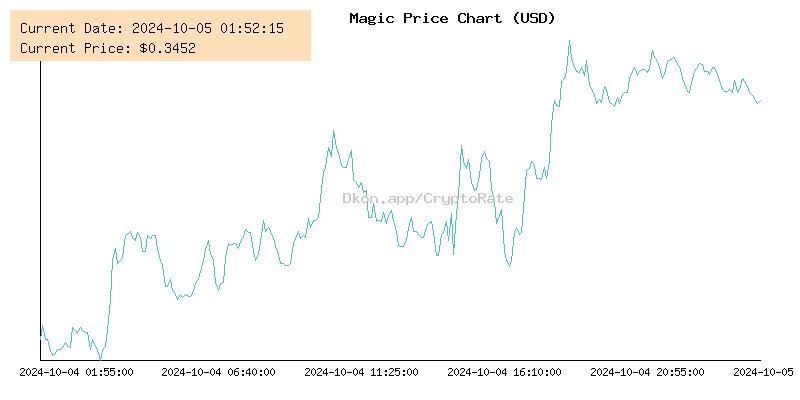 Magic Price Chart (USD)
Current Date: 2024-10-05 01:52:15
Current Price: $0.3452
Dkon.app/CryptoRate
2024-10-04 01:55:00 2024-10-04 06:40:00 2024-10-04 11:25:00 2024-10-04 16:10:00 2024-10-04 20:55:00 2024-10-05